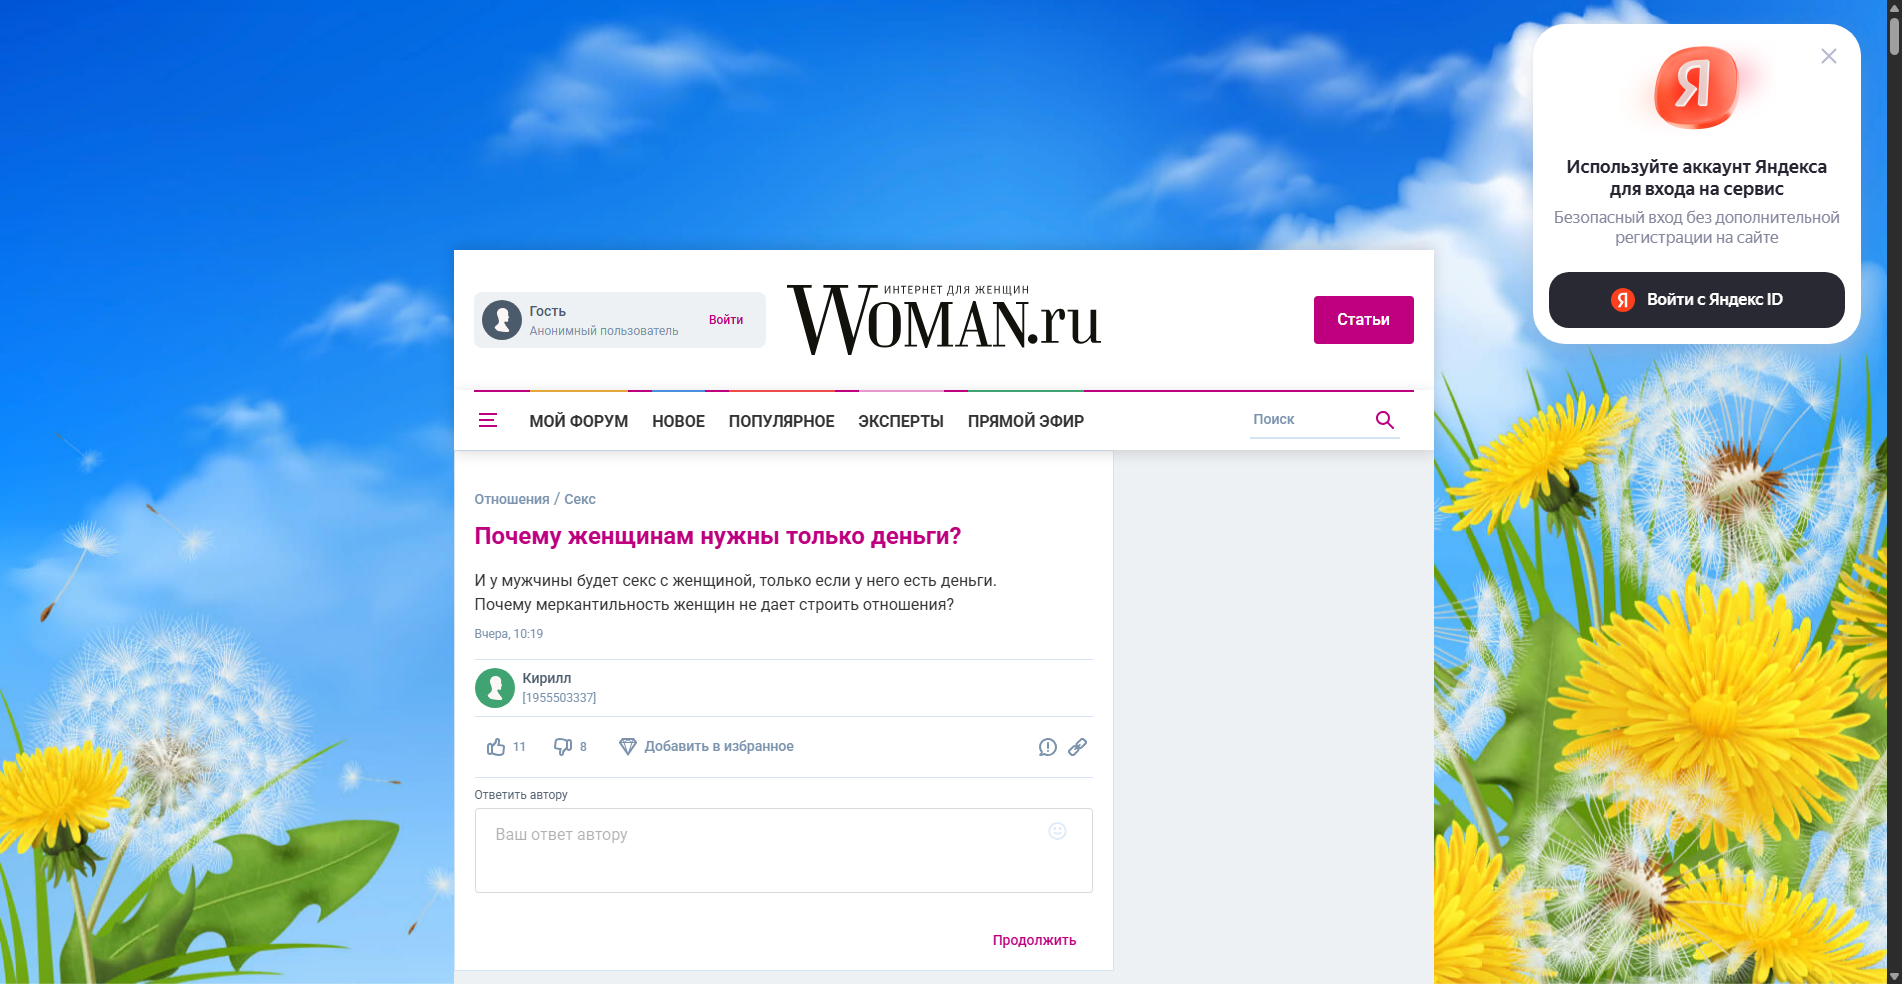 Гость
Анонимный пользователь
Войти
ИНТЕРНЕТ ДЛЯ ЖЕНЩИН
WOMAN.ru
Статьи
МОЙ ФОРУМ НОВОЕ ПОПУЛЯРНОЕ ЭКСПЕРТЫ ПРЯМОЙ ЭФИР
Поиск
Отношения / Секс
Почему женщинам нужны только деньги?
И у мужчины будет секс с женщиной, только если у него есть деньги.
Почему меркантильность женщин не дает строить отношения?
Вчера, 10:19
Кирилл
[1955503337]
11 8 Добавить в избранное
Ответить автору
Ваш ответ автору
Продолжить
Я
Используйте аккаунт Яндекса
для входа на сервис
Безопасный вход без дополнительной
регистрации на сайте
Я Войти с Яндекс ID